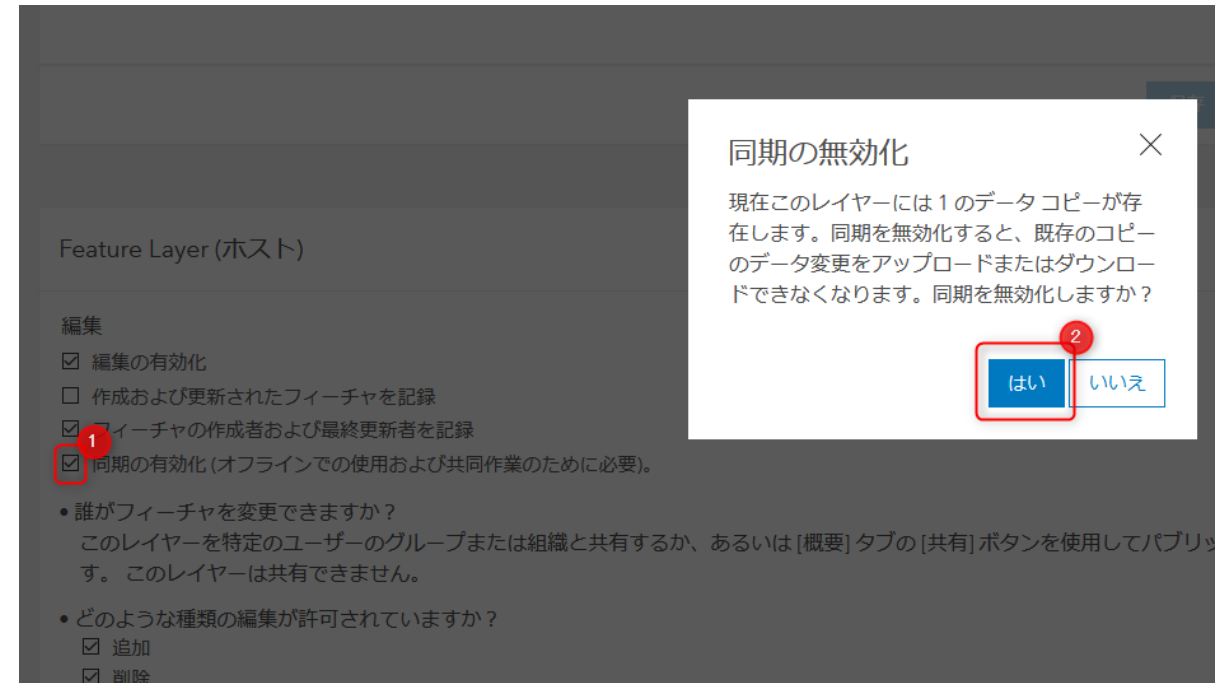 保存
同期の無効化
現在このレイヤーには 1 のデータ コピーが存
在します。同期を無効化すると、既存のコピー
のデータ変更をアップロードまたはダウンロー
ドできなくなります。同期を無効化しますか？
2
はい
いいえ
Feature Layer (ホスト)
編集
編集の有効化
作成および更新されたフィーチャを記録
フィーチャの作成者および最終更新者を記録
1
同期の有効化 (オフラインでの使用および共同作業のために必要)。
• 誰がフィーチャを変更できますか？
このレイヤーを特定のユーザーのグループまたは組織と共有するか、あるいは [概要] タブの [共有] ボタンを使用してパブリッ
す。 このレイヤーは共有できません。
• どのような種類の編集が許可されていますか？
追加
削除